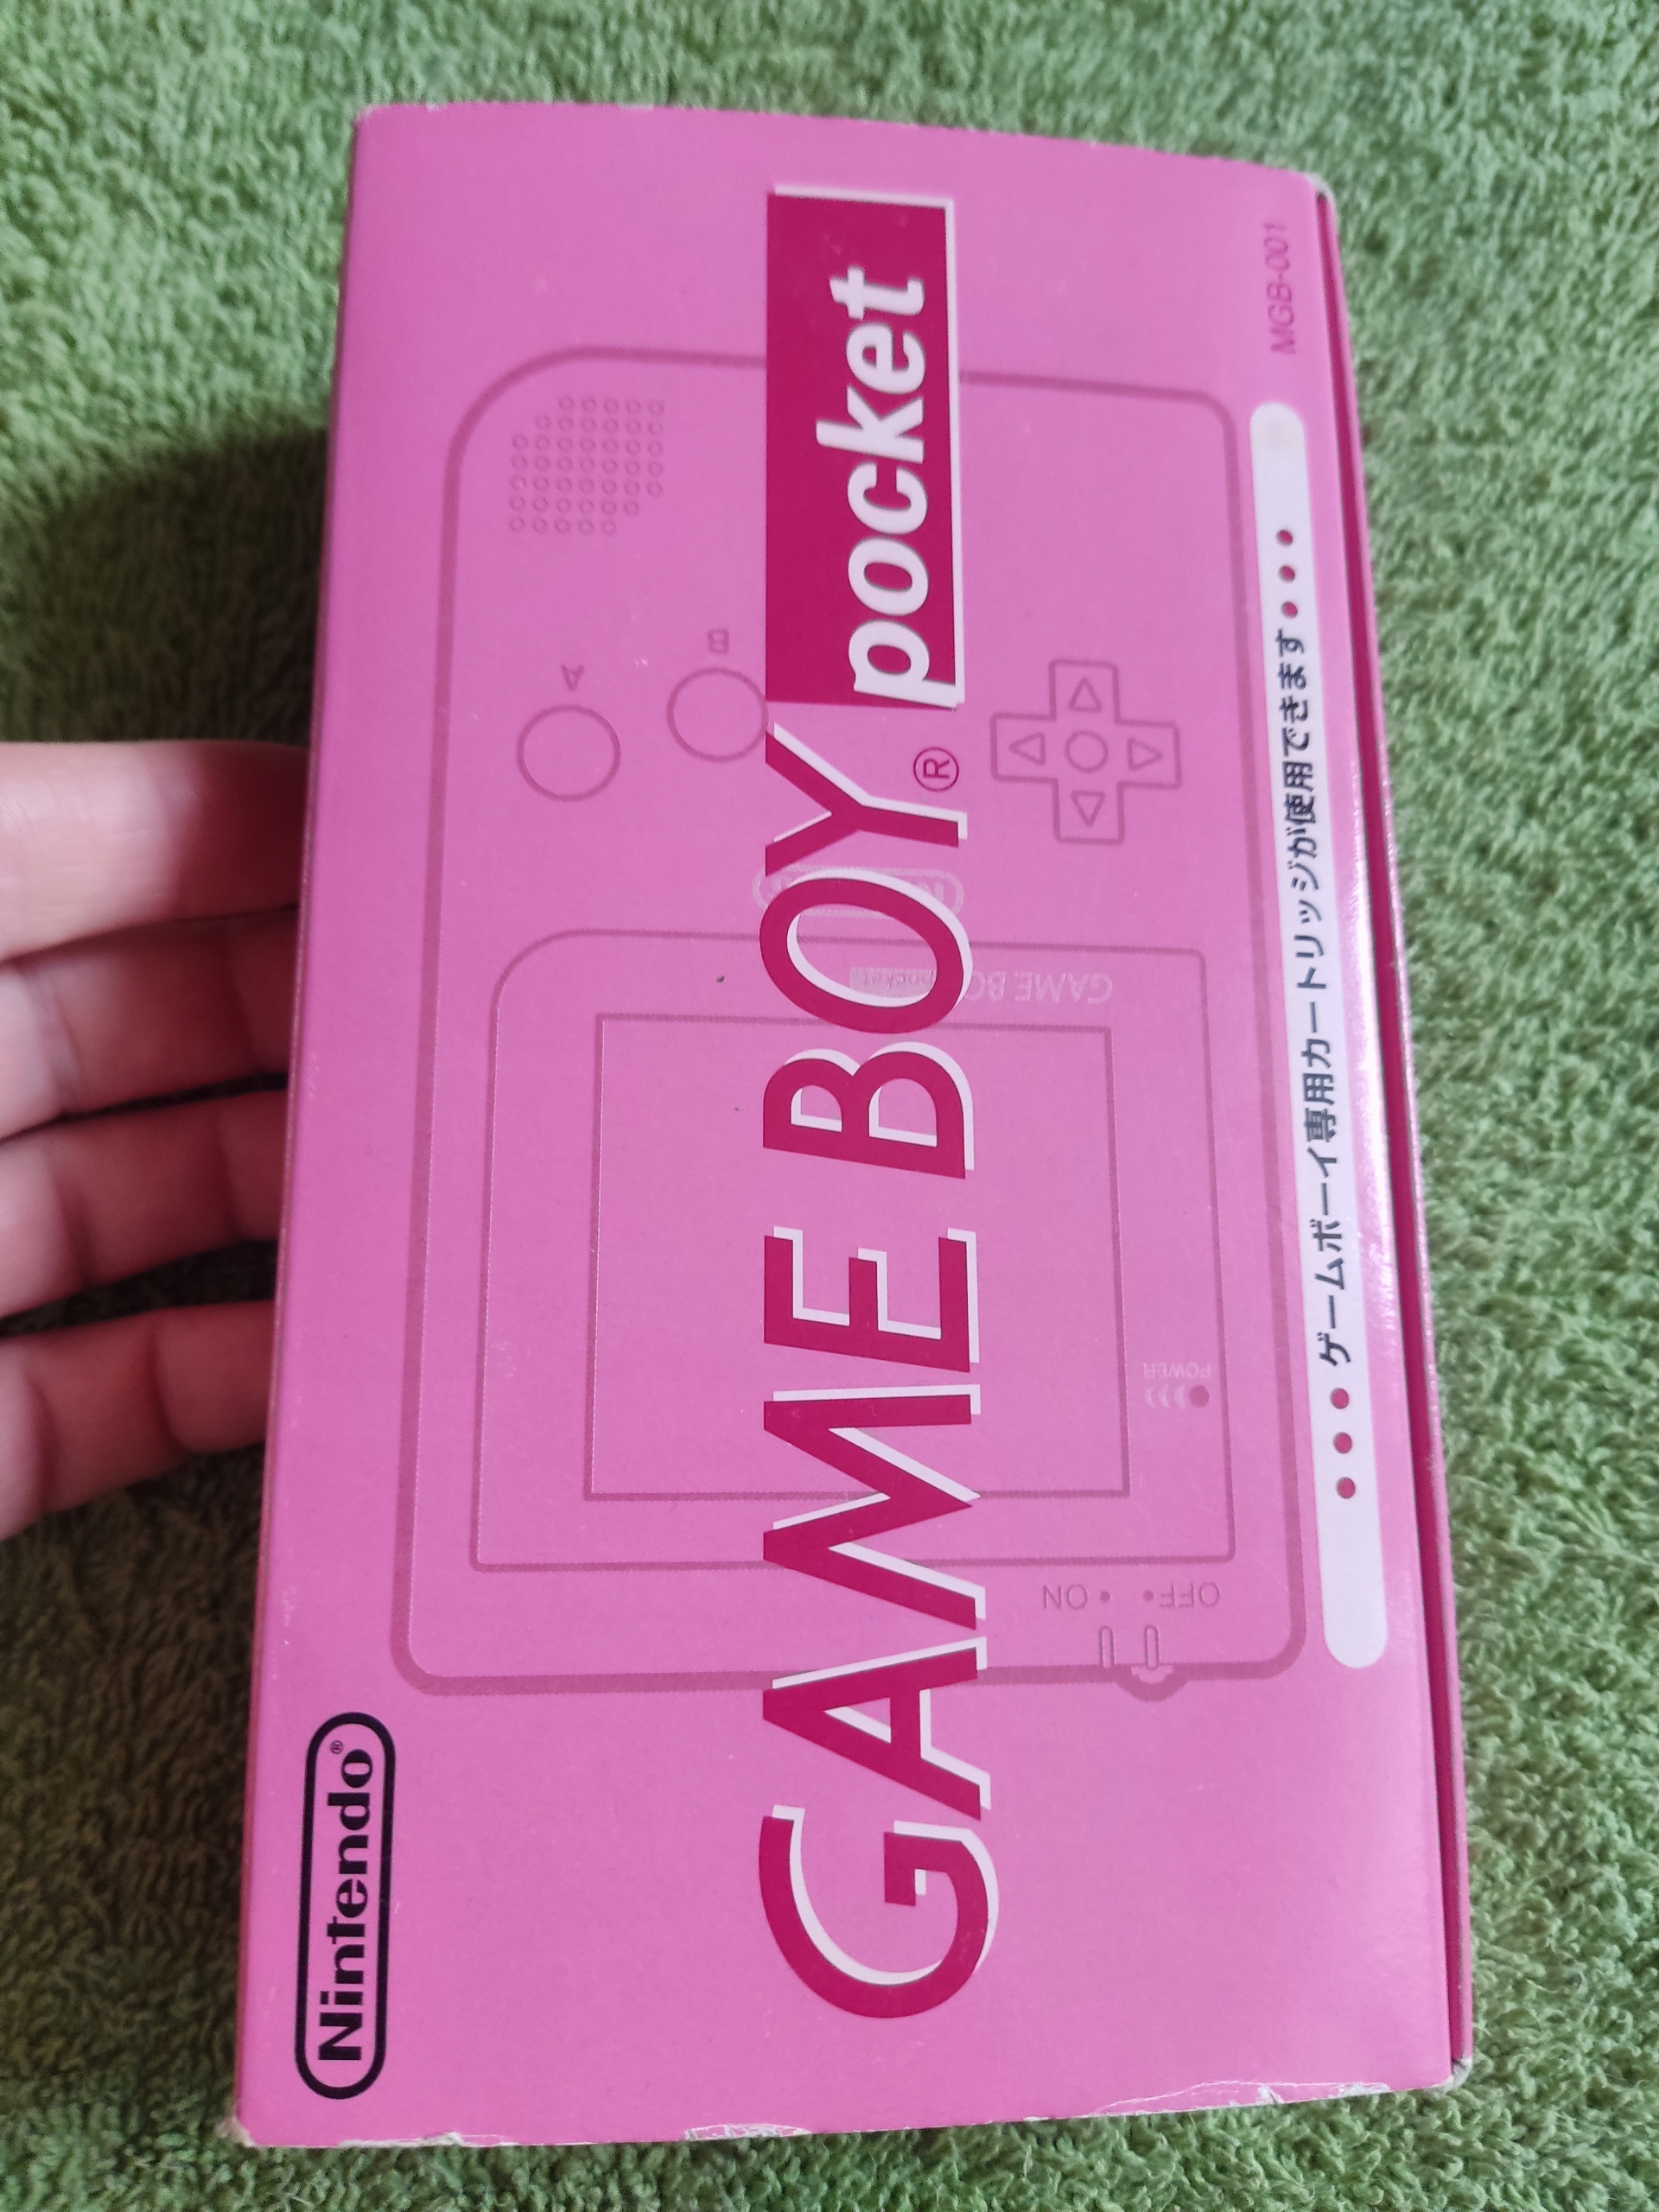 Nintendo®
GAME BOY® pocket
MGB-001
•••ゲームボーイ専用カートリッジが使用できます•••
A
B
GAME BO
pocket
POWER
OFF• •ON